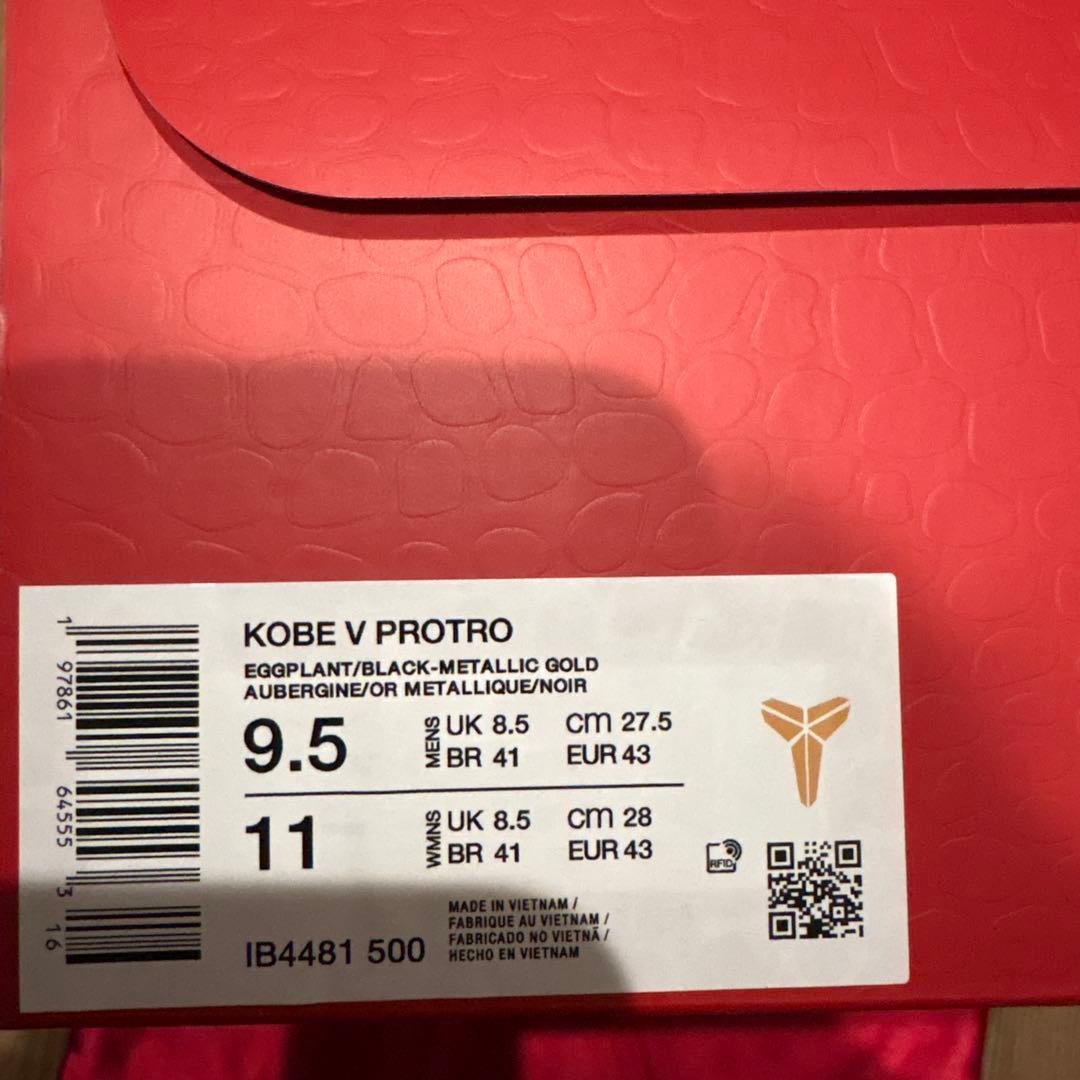 1 97861 64555 3 16
KOBE V PROTRO
EGGPLANT/BLACK-METALLIC GOLD
AUBERGINE/OR METALLIQUE/NOIR
9.5 MENS UK 8.5 cm 27.5
BR 41 EUR 43
11 WMNS UK 8.5 cm 28
BR 41 EUR 43
RFID
MADE IN VIETNAM /
FABRIQUE AU VIETNAM /
FABRICADO NO VIETNÃ /
HECHO EN VIETNAM
IB4481 500